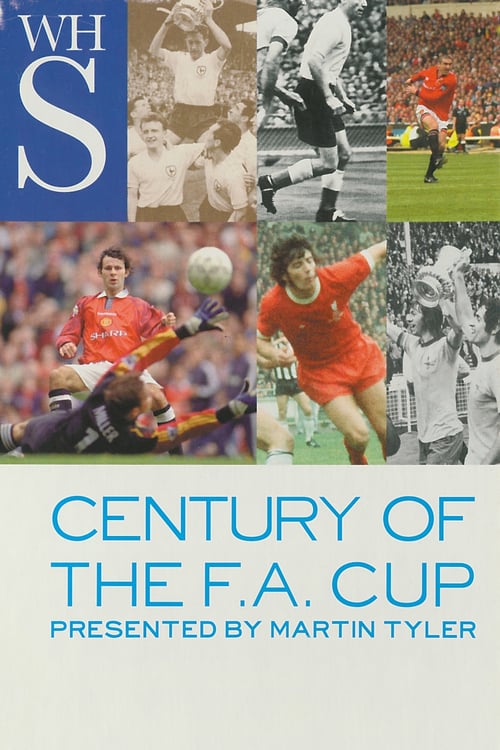 WH
S
SHARP
CENTURY OF
THE F.A. CUP
PRESENTED BY MARTIN TYLER